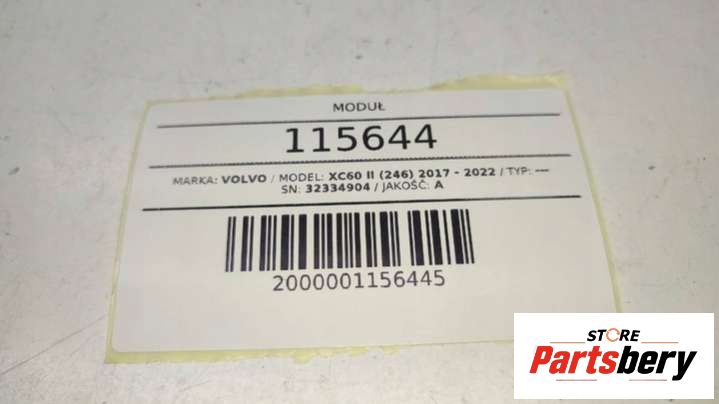 MODUŁ
115644
MARKA: VOLVO / MODEL: XC60 II (246) 2017 - 2022 / TYP: ---
SN: 32334904 / JAKOŚĆ: A
2000001156445
STORE
Partsbery